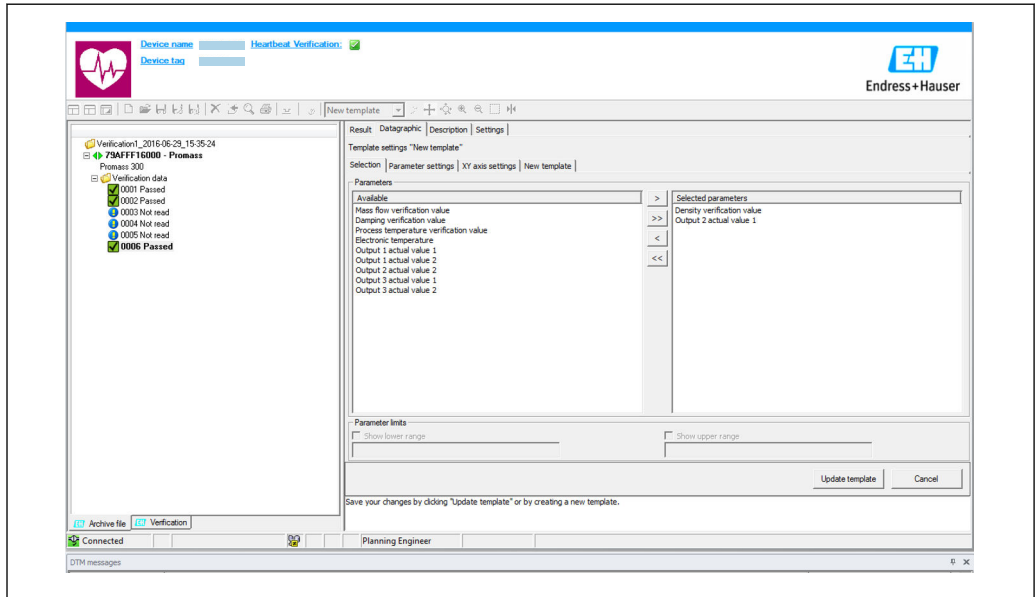 Device name Heartbeat Verification:
Device tag
EH
Endress+Hauser
New template
Result Datagraphic Description Settings
Verification1_2016-06-29_15-35-24
79AFFF16000 - Promass
Promass 300
Verification data
0001 Passed
0002 Passed
0003 Not read
0004 Not read
0005 Not read
0006 Passed
Template settings "New template"
Selection Parameter settings XY axis settings New template
Parameters
Available
Mass flow verification value
Damping verification value
Process temperature verification value
Electronic temperature
Output 1 actual value 1
Output 1 actual value 2
Output 2 actual value 2
Output 3 actual value 1
Output 3 actual value 2
>
>>
<
<<
Selected parameters
Density verification value
Output 2 actual value 1
Parameter limits
Show lower range Show upper range
Update template Cancel
Save your changes by clicking "Update template" or by creating a new template.
EH Archive file EH Verification
Connected Planning Engineer
DTM messages